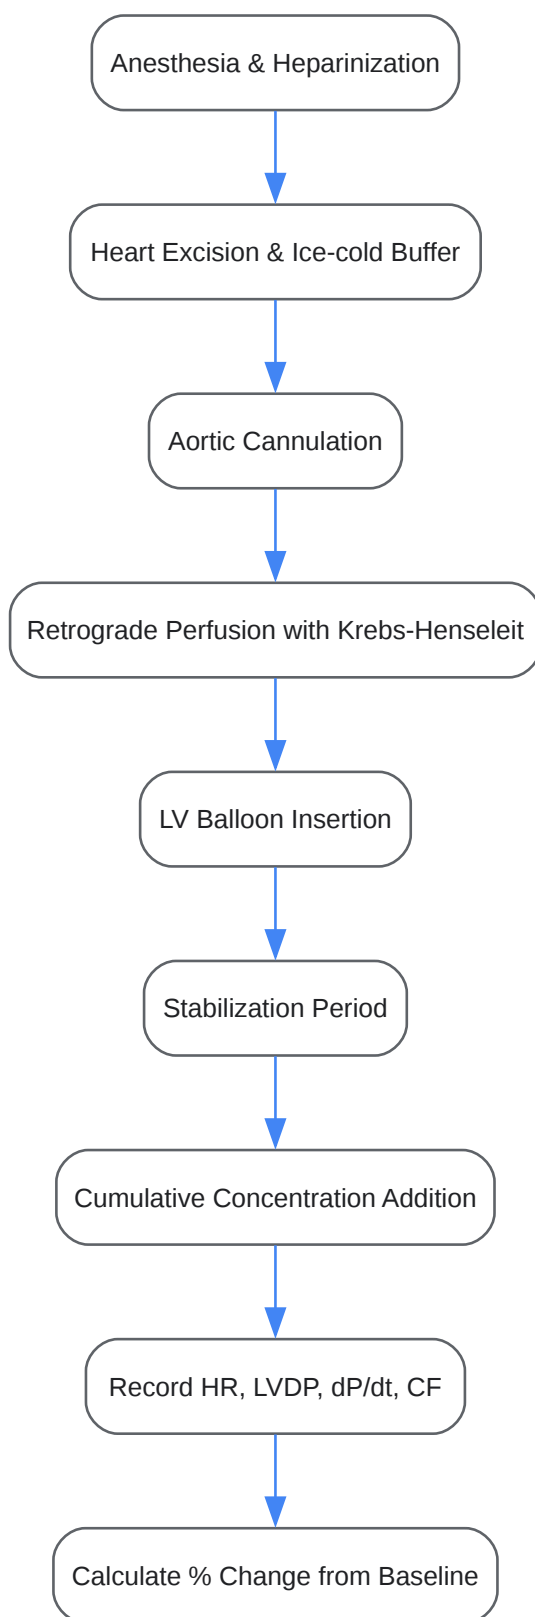 Anesthesia & Heparinization
Heart Excision & Ice-cold Buffer
Aortic Cannulation
Retrograde Perfusion with Krebs-Henseleit
LV Balloon Insertion
Stabilization Period
Cumulative Concentration Addition
Record HR, LVDP, dP/dt, CF
Calculate % Change from Baseline